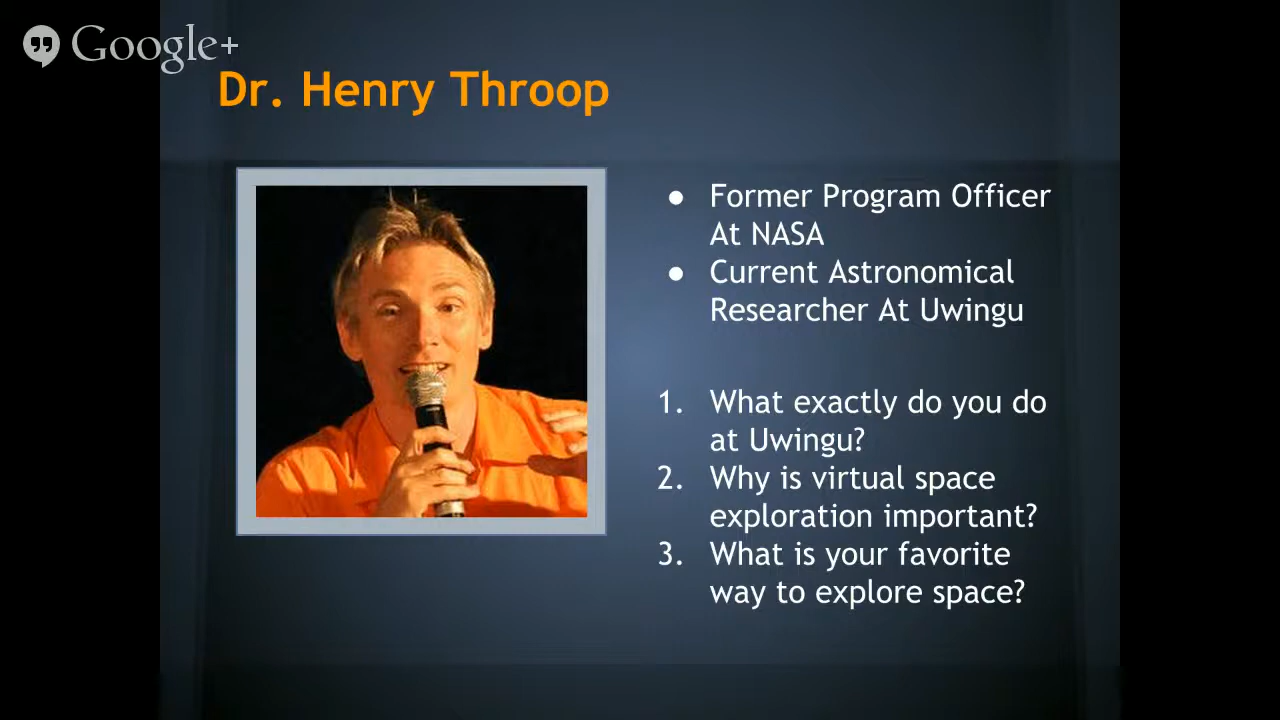 Google+
Dr. Henry Throop
● Former Program Officer
At NASA
● Current Astronomical
Researcher At Uwingu
1. What exactly do you do
at Uwingu?
2. Why is virtual space
exploration important?
3. What is your favorite
way to explore space?